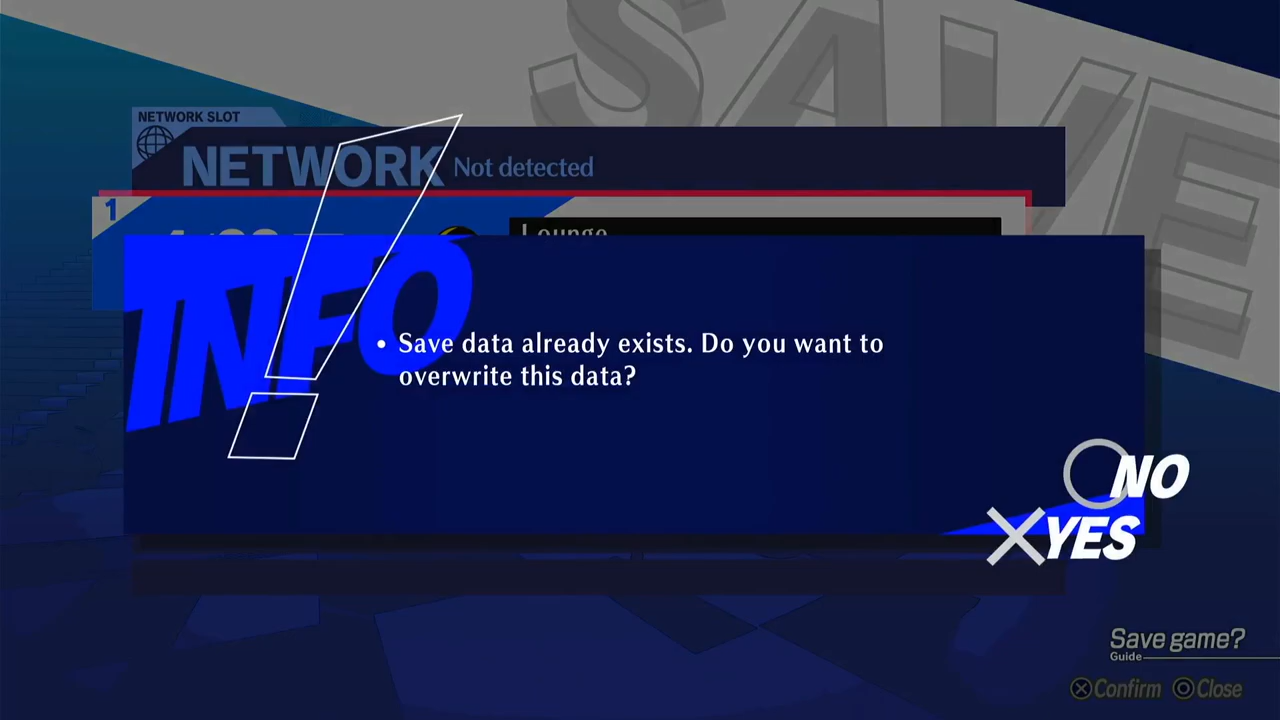 SAVE
NETWORK SLOT
NETWORK Not detected
1
Lounge
INFO
• Save data already exists. Do you want to
overwrite this data?
NO
YES
Save game?
Guide
Confirm Close